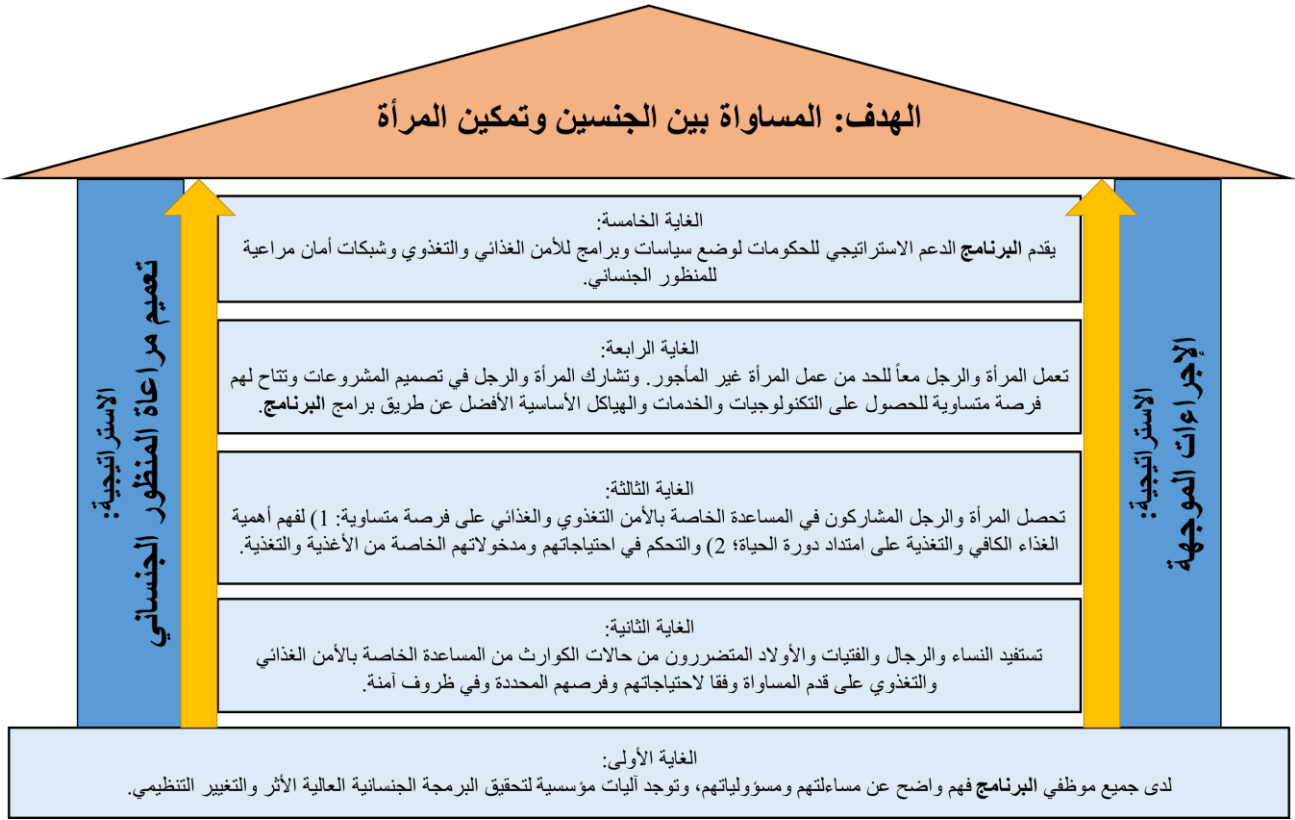 الهدف: المساواة بين الجنسين وتمكين المرأة
الاستراتيجية:
الإجراءات الموجهة
الغاية الخامسة:
يقدم البرنامج الدعم الاستراتيجي للحكومات لوضع سياسات وبرامج للأمن الغذائي والتغذوي وشبكات أمان مراعية
للمنظور الجنساني.
الغاية الرابعة:
تعمل المرأة والرجل معاً للحد من عمل المرأة غير المأجور. وتشارك المرأة والرجل في تصميم المشروعات وتتاح لهم
فرصة متساوية للحصول على التكنولوجيات والخدمات والهياكل الأساسية الأفضل عن طريق برامج البرنامج.
الغاية الثالثة:
تحصل المرأة والرجل المشاركون في المساعدة الخاصة بالأمن التغذوي والغذائي على فرصة متساوية: 1) لفهم أهمية
الغذاء الكافي والتغذية على امتداد دورة الحياة؛ 2) والتحكم في احتياجاتهم ومدخولاتهم الخاصة من الأغذية والتغذية.
الغاية الثانية:
تستفيد النساء والرجال والفتيات والأولاد المتضررون من حالات الكوارث من المساعدة الخاصة بالأمن الغذائي
والتغذوي على قدم المساواة وفقا لاحتياجاتهم وفرصهم المحددة وفي ظروف آمنة.
الاستراتيجية:
تعميم مراعاة المنظور الجنساني
الغاية الأولى:
لدى جميع موظفي البرنامج فهم واضح عن مساءلتهم ومسؤولياتهم، وتوجد آليات مؤسسية لتحقيق البرمجة الجنسانية العالية الأثر والتغيير التنظيمي.